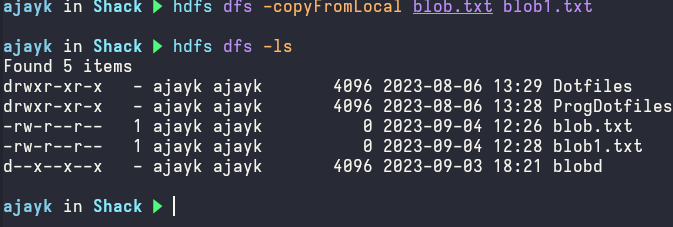 ajayk in Shack ▶ hdfs dfs -copyFromLocal blob.txt blob1.txt
ajayk in Shack ▶ hdfs dfs -ls
Found 5 items
drwxr-xr-x   - ajayk ajayk       4096 2023-08-06 13:29 Dotfiles
drwxr-xr-x   - ajayk ajayk       4096 2023-08-06 13:28 ProgDotfiles
-rw-r--r--   1 ajayk ajayk          0 2023-09-04 12:26 blob.txt
-rw-r--r--   1 ajayk ajayk          0 2023-09-04 12:28 blob1.txt
d--x--x--x   - ajayk ajayk       4096 2023-09-03 18:21 blobd
ajayk in Shack ▶